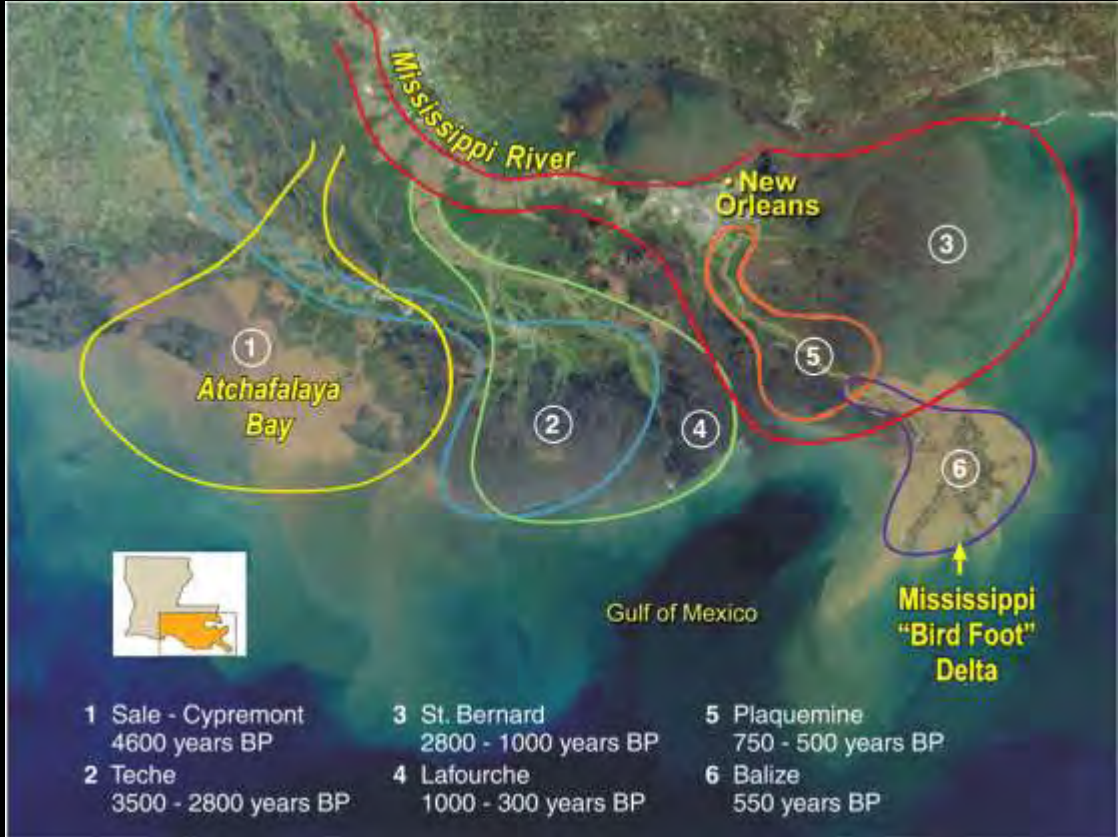 Mississippi River
New
Orleans
3
1
Atchafalaya
Bay
5
2
4
6
Gulf of Mexico
Mississippi
“Bird Foot”
Delta
1 Sale - Cypremont
4600 years BP
2 Teche
3500 - 2800 years BP
3 St. Bernard
2800 - 1000 years BP
4 Lafourche
1000 - 300 years BP
5 Plaquemine
750 - 500 years BP
6 Balize
550 years BP